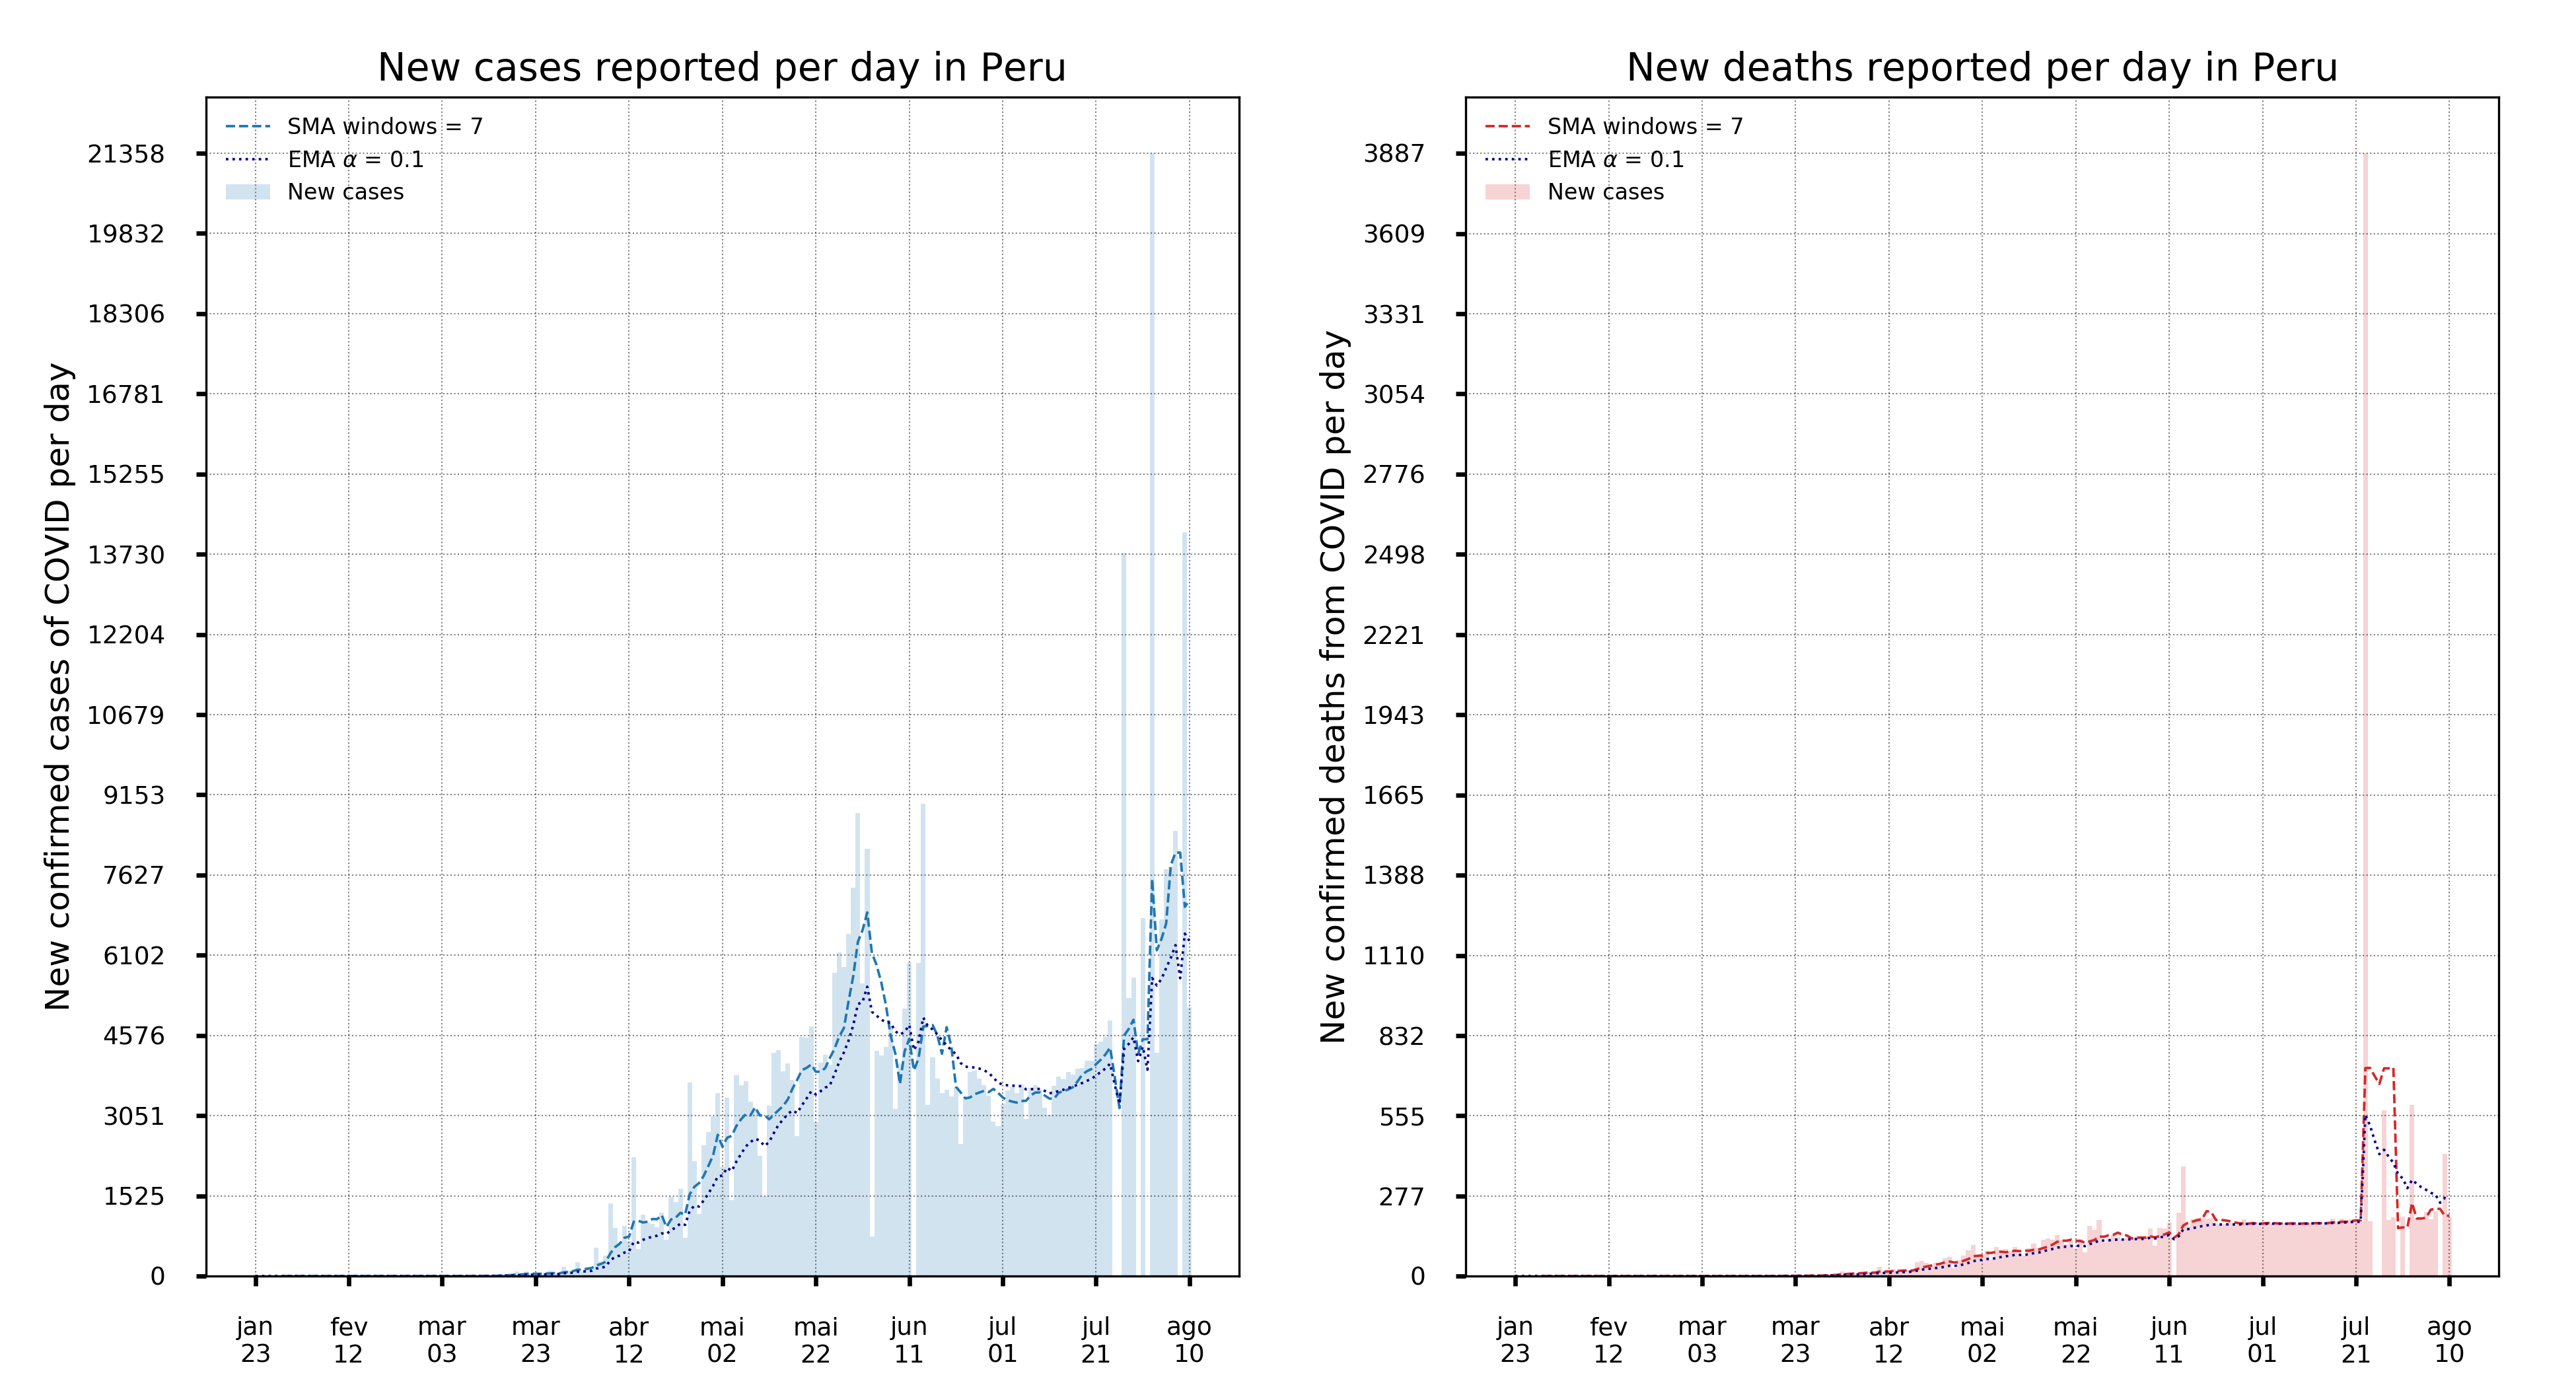 New cases reported per day in Peru
SMA windows = 7
EMA α = 0.1
New cases
New confirmed cases of COVID per day
21358
19832
18306
16781
15255
13730
12204
10679
9153
7627
6102
4576
3051
1525
0
jan 23
fev 12
mar 03
mar 23
abr 12
mai 02
mai 22
jun 11
jul 01
jul 21
ago 10
New deaths reported per day in Peru
SMA windows = 7
EMA α = 0.1
New cases
New confirmed deaths from COVID per day
3887
3609
3331
3054
2776
2498
2221
1943
1665
1388
1110
832
555
277
0
jan 23
fev 12
mar 03
mar 23
abr 12
mai 02
mai 22
jun 11
jul 01
jul 21
ago 10